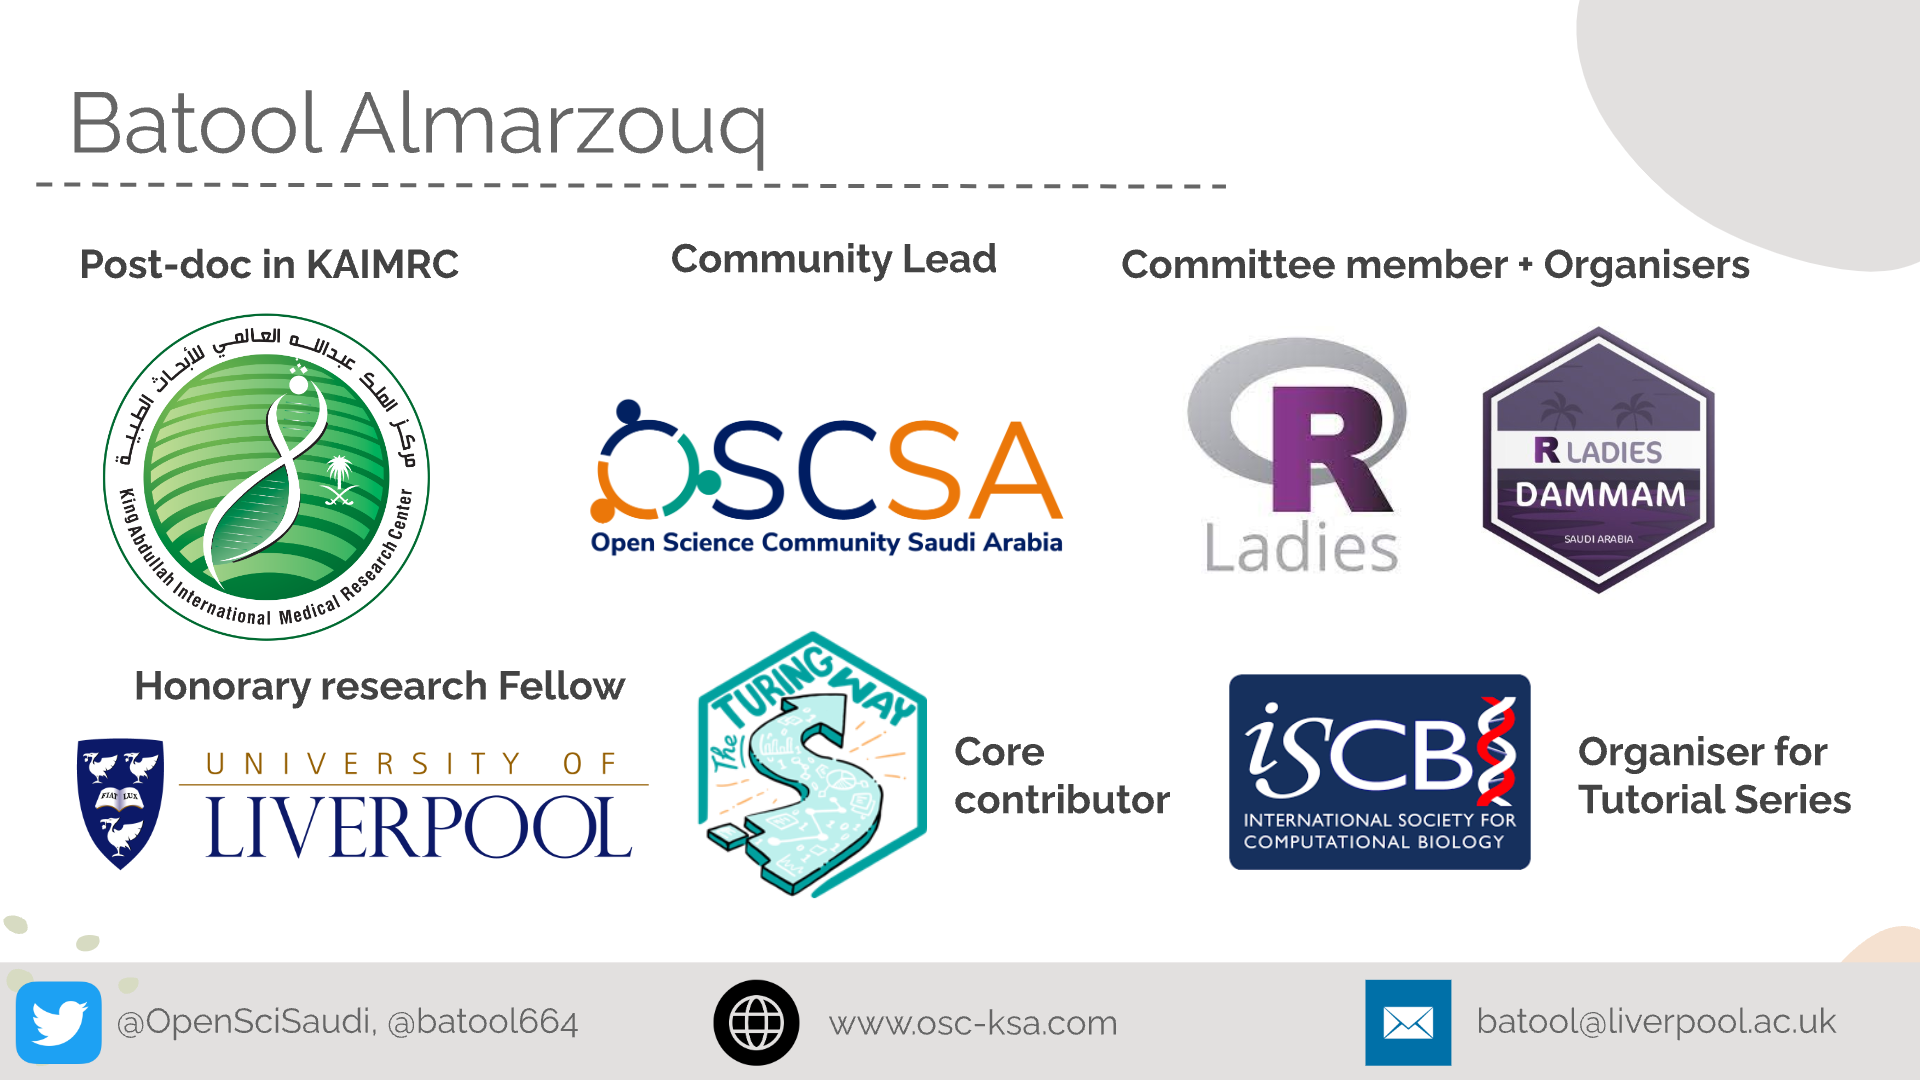 Batool Almarzouq
Post-doc in KAIMRC
Community Lead
Committee member + Organisers
مركز الملك عبدالله العالمي للأبحاث الطبية
King Abdullah International Medical Research Center
OSCSA
Open Science Community Saudi Arabia
R
Ladies
R LADIES
DAMMAM
SAUDI ARABIA
Honorary research Fellow
FIAT LUX
UNIVERSITY OF
LIVERPOOL
The TURING WAY
Core
contributor
iSCB
INTERNATIONAL SOCIETY FOR
COMPUTATIONAL BIOLOGY
Organiser for
Tutorial Series
@OpenSciSaudi, @batool664
www.osc-ksa.com
batool@liverpool.ac.uk